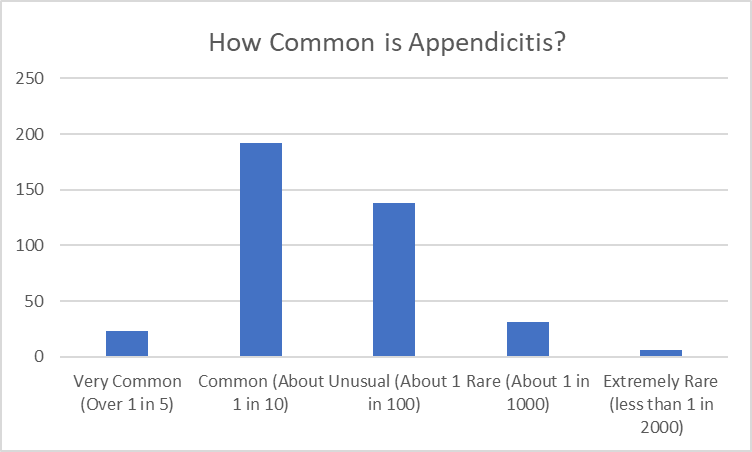 How Common is Appendicitis?
250
200
150
100
50
0
Very Common
(Over 1 in 5)
Common (About
1 in 10)
Unusual (About 1
in 100)
Rare (About 1 in
1000)
Extremely Rare
(less than 1 in
2000)